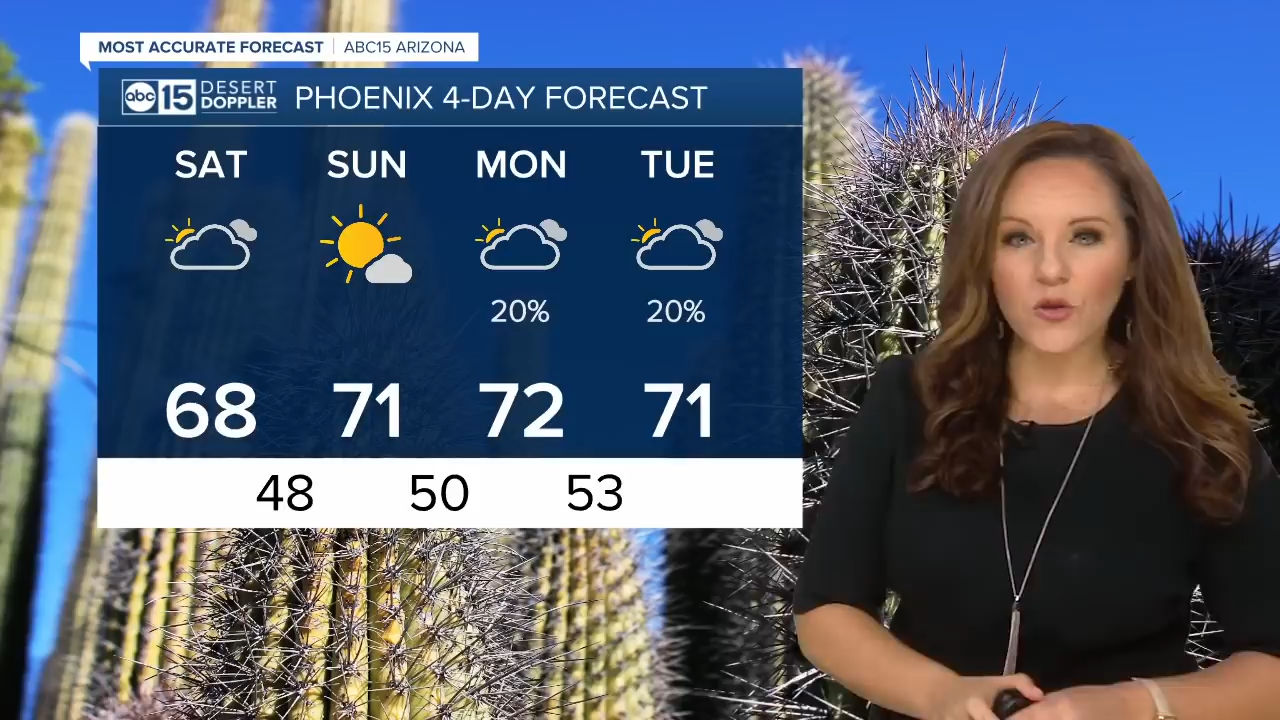 MOST ACCURATE FORECAST | ABC15 ARIZONA
abc 15 DESERT DOPPLER PHOENIX 4-DAY FORECAST
SAT SUN MON TUE
20% 20%
68 71 72 71
48 50 53